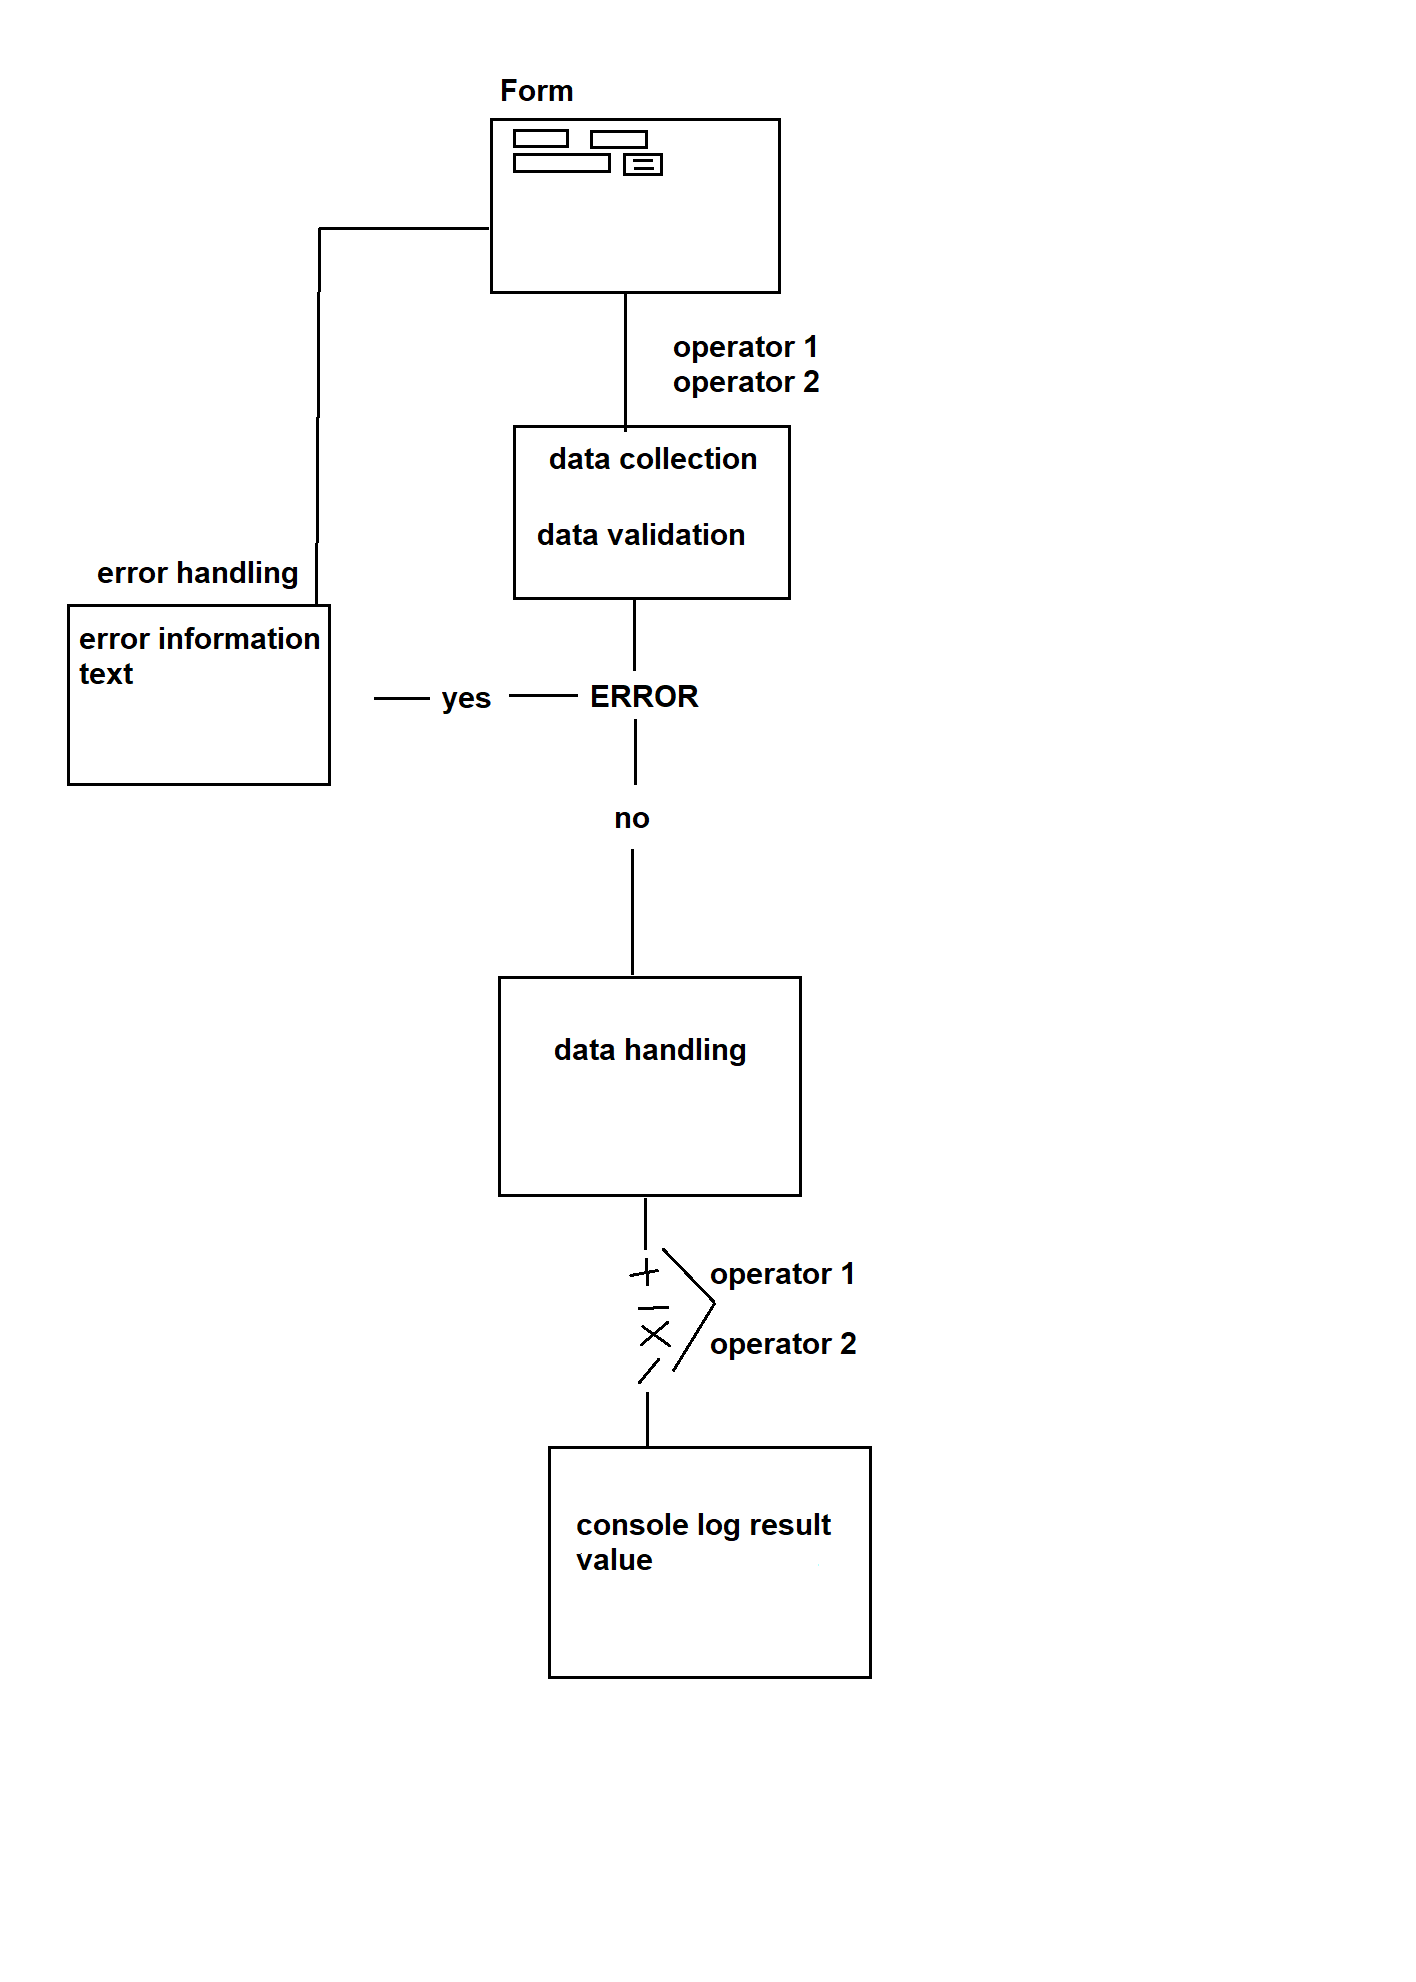 Form
operator 1
operator 2
data collection
data validation
error handling
error information
text
yes
ERROR
no
data handling
+
operator 1
—
X
operator 2
/
console log result
value